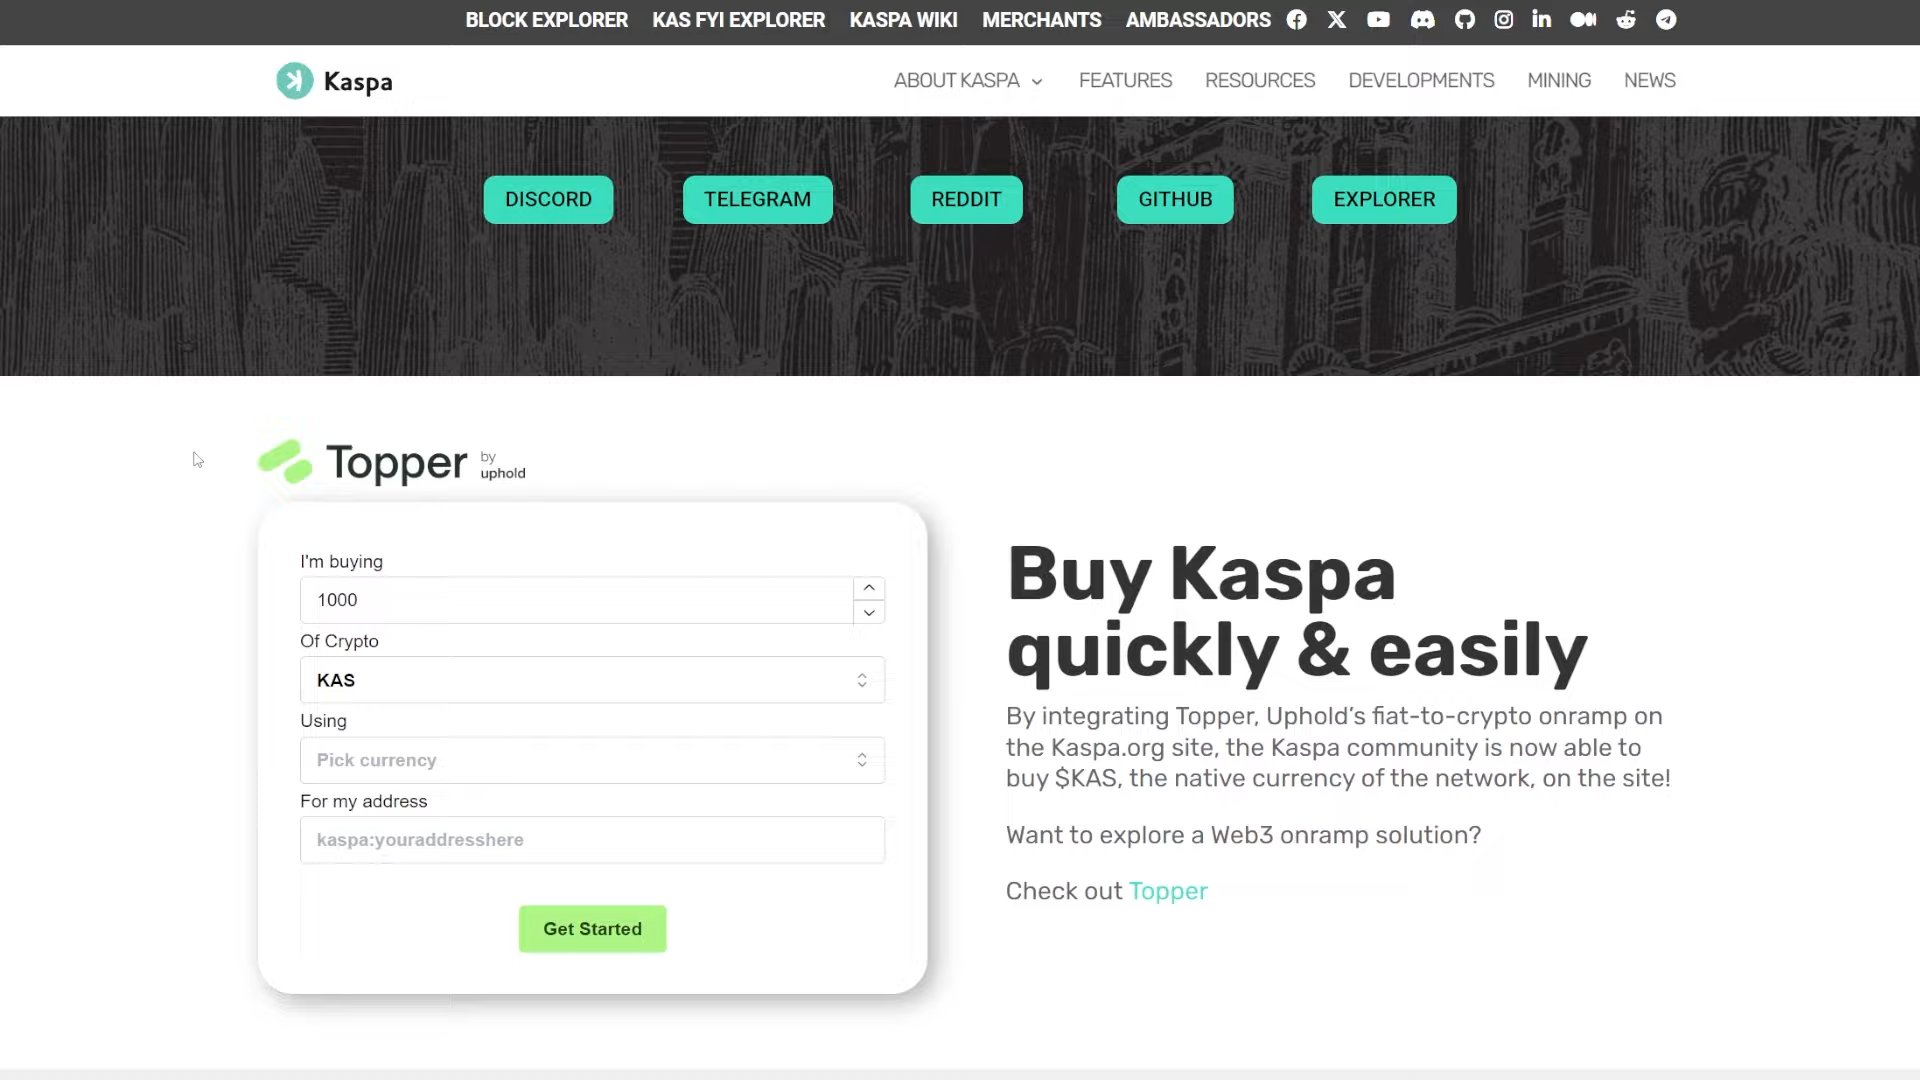 BLOCK EXPLORER KAS FYI EXPLORER KASPA WIKI MERCHANTS AMBASSADORS
Kaspa
ABOUT KASPA FEATURES RESOURCES DEVELOPMENTS MINING NEWS
DISCORD TELEGRAM REDDIT GITHUB EXPLORER
Topper by uphold
I'm buying
1000
Of Crypto
KAS
Using
Pick currency
For my address
kaspa:youraddresshere
Get Started
Buy Kaspa
quickly & easily
By integrating Topper, Uphold’s fiat-to-crypto onramp on
the Kaspa.org site, the Kaspa community is now able to
buy $KAS, the native currency of the network, on the site!
Want to explore a Web3 onramp solution?
Check out Topper